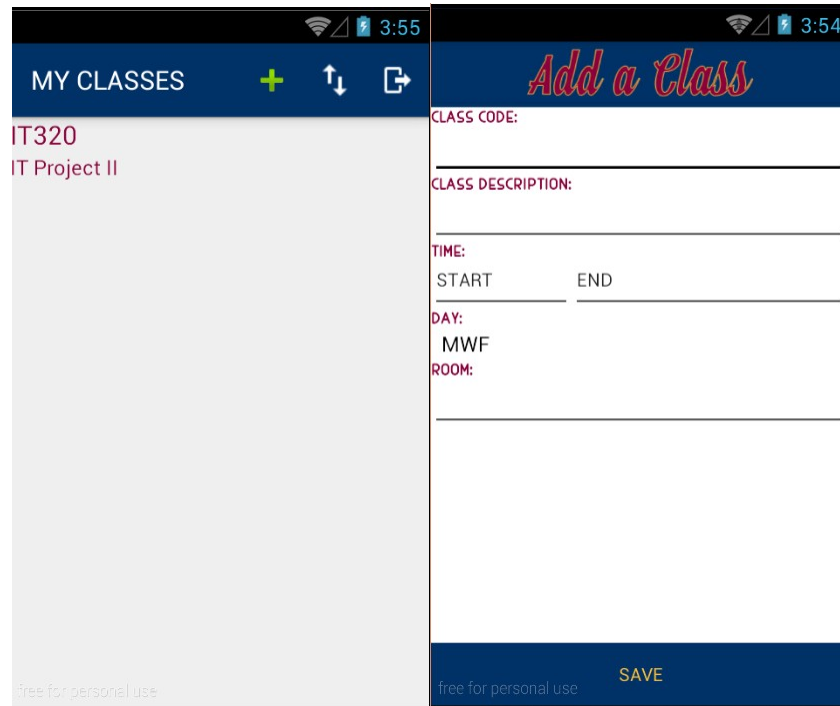 3:55
MY CLASSES
IT320
IT Project II
free for personal use
3:54
Add a Class
CLASS CODE:
CLASS DESCRIPTION:
TIME:
START END
DAY:
MWF
ROOM:
SAVE
free for personal use